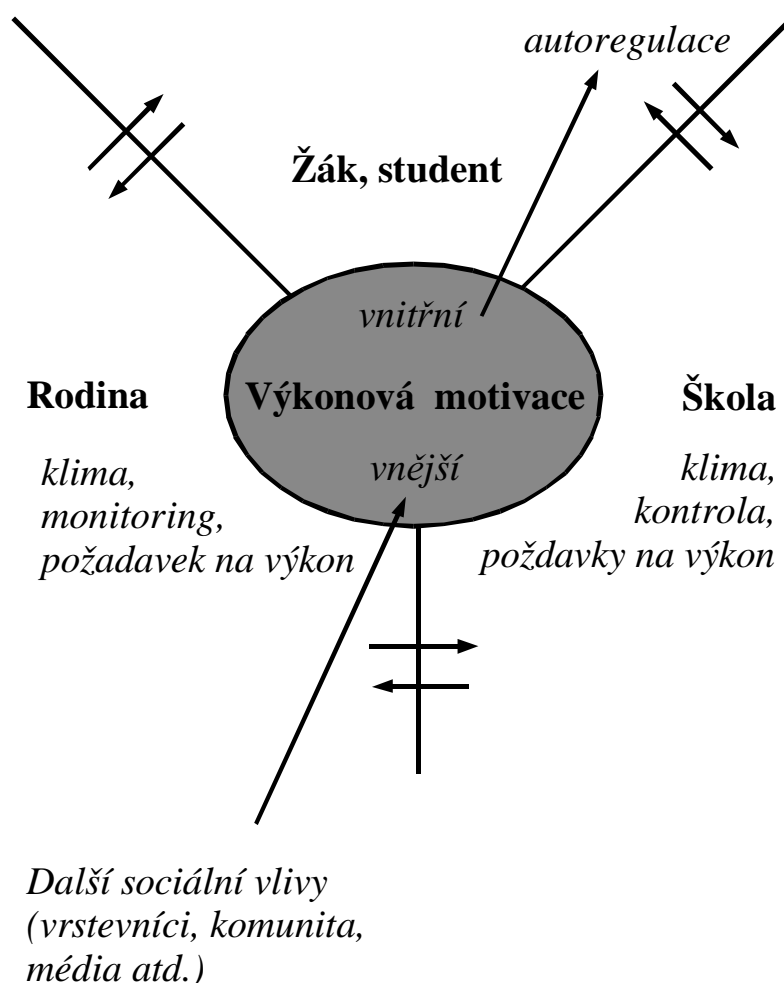 autoregulace
Žák, student
vnitřní
Rodina
Výkonová motivace
Škola
vnější
klima,
monitoring,
požadavek na výkon
klima,
kontrola,
poždavky na výkon
Další sociální vlivy
(vrstevníci, komunita,
média atd.)